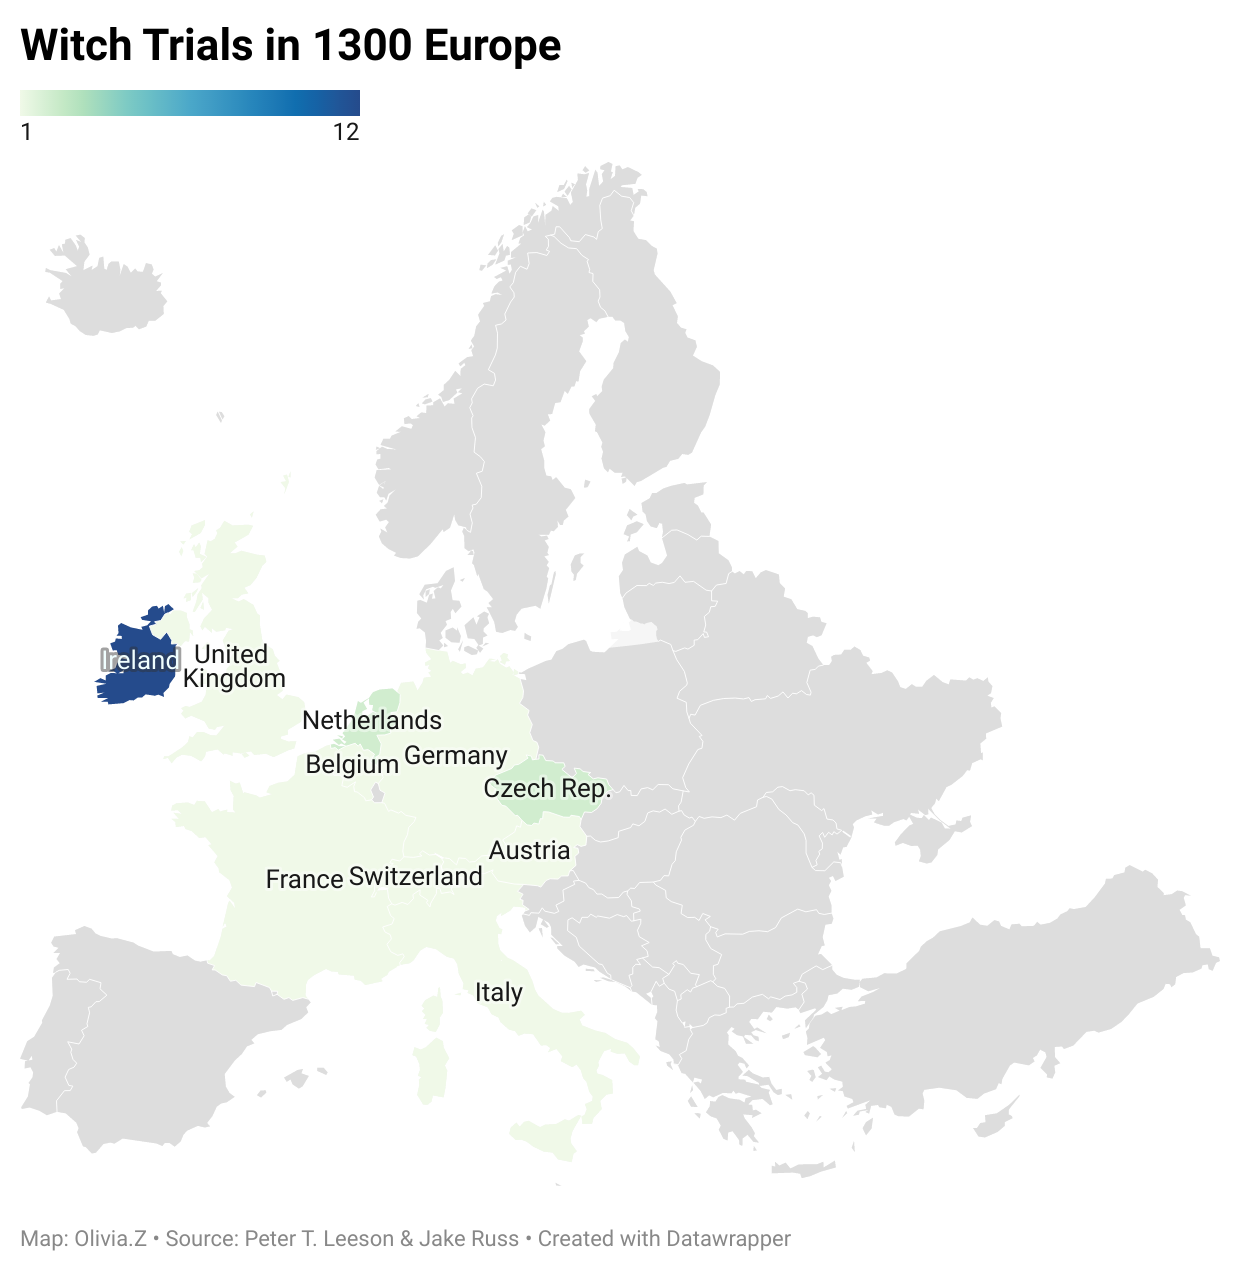 Witch Trials in 1300 Europe
1 12
Ireland
United
Kingdom
Netherlands
Belgium
Germany
Czech Rep.
Austria
France
Switzerland
Italy
Map: Olivia.Z • Source: Peter T. Leeson & Jake Russ • Created with Datawrapper